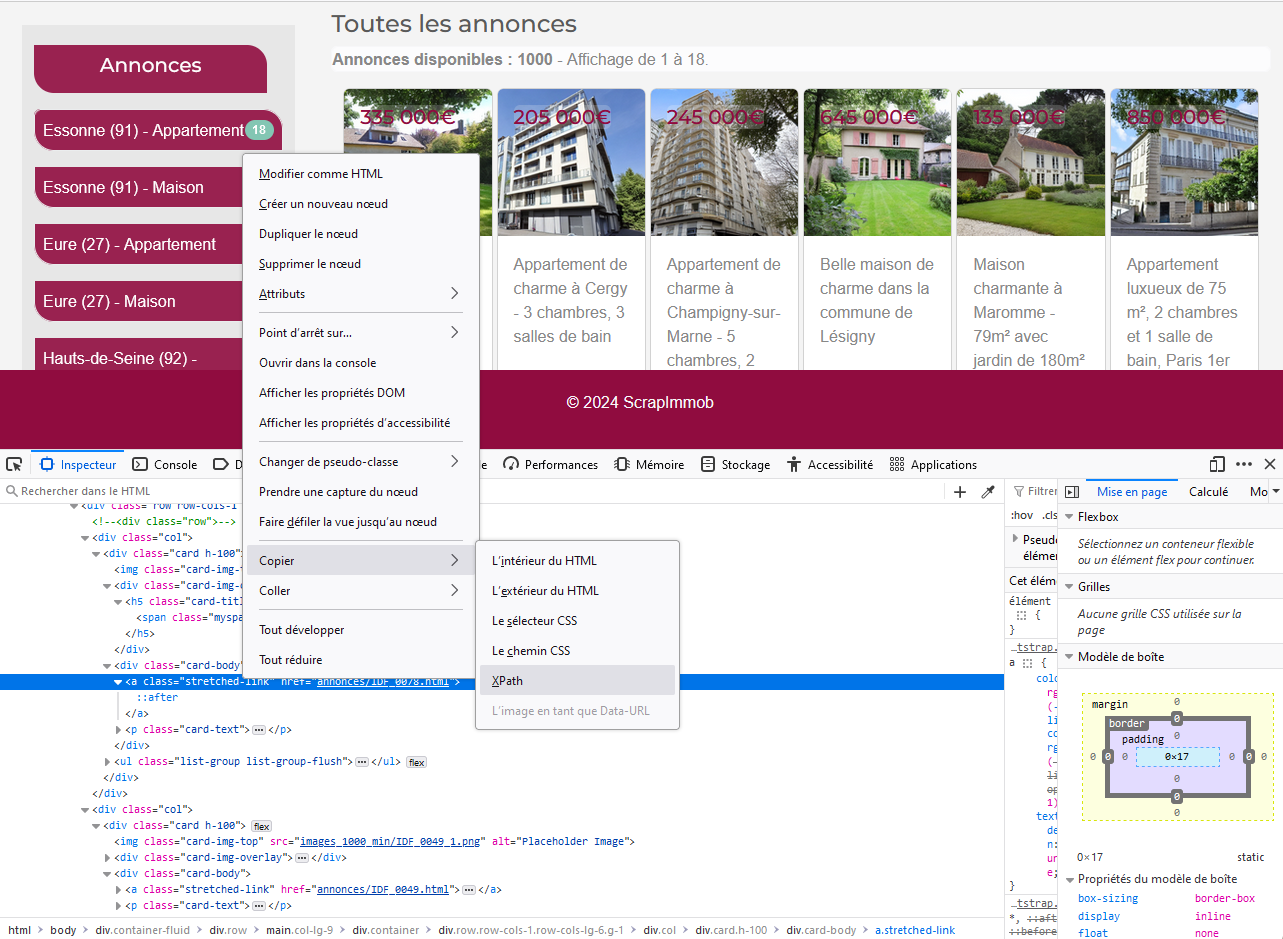 Toutes les annonces
Annonces disponibles : 1000 - Affichage de 1 à 18.
Annonces
Essonne (91) - Appartement 18
Essonne (91) - Maison
Eure (27) - Appartement
Eure (27) - Maison
Hauts-de-Seine (92) -
335 000€
205 000€
245 000€
645 000€
135 000€
850 000€
Appartement de
charme à Cergy
- 3 chambres, 3
salles de bain
Appartement de
charme à
Champigny-sur-
Marne - 5
chambres, 2
Belle maison de
charme dans la
commune de
Lésigny
Maison
charmante à
Maromme -
79m² avec
jardin de 180m²
Appartement
luxueux de 75
m², 2 chambres
et 1 salle de
bain, Paris 1er
© 2024 ScrapImmob
Modifier comme HTML
Créer un nouveau nœud
Dupliquer le nœud
Supprimer le nœud
Attributs
Point d'arrêt sur...
Ouvrir dans la console
Afficher les propriétés DOM
Afficher les propriétés d'accessibilité
Changer de pseudo-classe
Prendre une capture du nœud
Faire défiler la vue jusqu'au nœud
Copier
Coller
Tout développer
Tout réduire
L'intérieur du HTML
L'extérieur du HTML
Le sélecteur CSS
Le chemin CSS
XPath
L'image en tant que Data-URL
Inspecteur Console D e Performances Mémoire Stockage Accessibilité Applications
Rechercher dans le HTML
<div class="row row-cols-1
<!--<div class="row">-->
<div class="col">
<div class="card h-100"
<img class="card-img-t
<div class="card-img-o
<h5 class="card-titl
<span class="myspa
</h5>
</div>
<div class="card-body"
<a class="stretched-link" href="annonces/IDF_0078.html">
::after
</a>
<p class="card-text"> ⋯ </p>
</div>
<ul class="list-group list-group-flush"> ⋯ </ul> flex
</div>
</div>
<div class="col">
<div class="card h-100"> flex
<img class="card-img-top" src="images_1000_min/IDF_0049_1.png" alt="Placeholder Image">
<div class="card-img-overlay"> ⋯ </div>
<div class="card-body">
<a class="stretched-link" href="annonces/IDF_0049.html"> ⋯ </a>
<p class="card-text"> ⋯ </p>
html > body > div.container-fluid > div.row > main.col-lg-9 > div.container > div.row.row-cols-1.row-cols-lg-6.g-1 > div.col > div.card.h-100 > div.card-body > a.stretched-link
Filtrer
:hov .cls
Pseudo
élémen
Cet élém
élément
{
}
…tstrap.
a {
colo
rg
(-
li
co
rg
(-
li
op
1)
text
de
n:
un
e;
}
…tstrap.
*, ::aft
::before
Mise en page Calculé Mo
Flexbox
Sélectionnez un conteneur flexible
ou un élément flex pour continuer.
Grilles
Aucune grille CSS utilisée sur la
page
Modèle de boîte
margin 0
border 0
padding 0
0 0 0 0×17 0 0 0
0
0
0
0×17 static
Propriétés du modèle de boîte
box-sizing border-box
display inline
float none